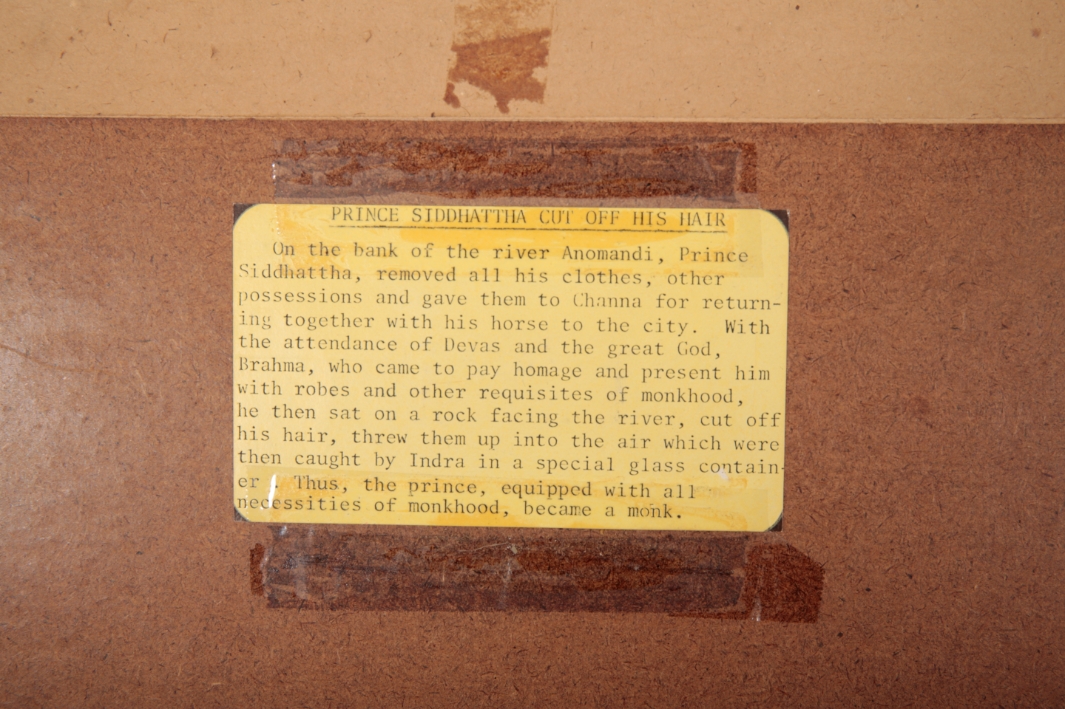 PRINCE SIDDHATTHA CUT OFF HIS HAIR
On the bank of the river Anomandi, Prince
Siddhattha, removed all his clothes, other
possessions and gave them to Channa for return-
ing together with his horse to the city. With
the attendance of Devas and the great God,
Brahma, who came to pay homage and present him
with robes and other requisites of monkhood,
he then sat on a rock facing the river, cut off
his hair, threw them up into the air which were
then caught by Indra in a special glass contain-
er . Thus, the prince, equipped with all
necessities of monkhood, became a monk.